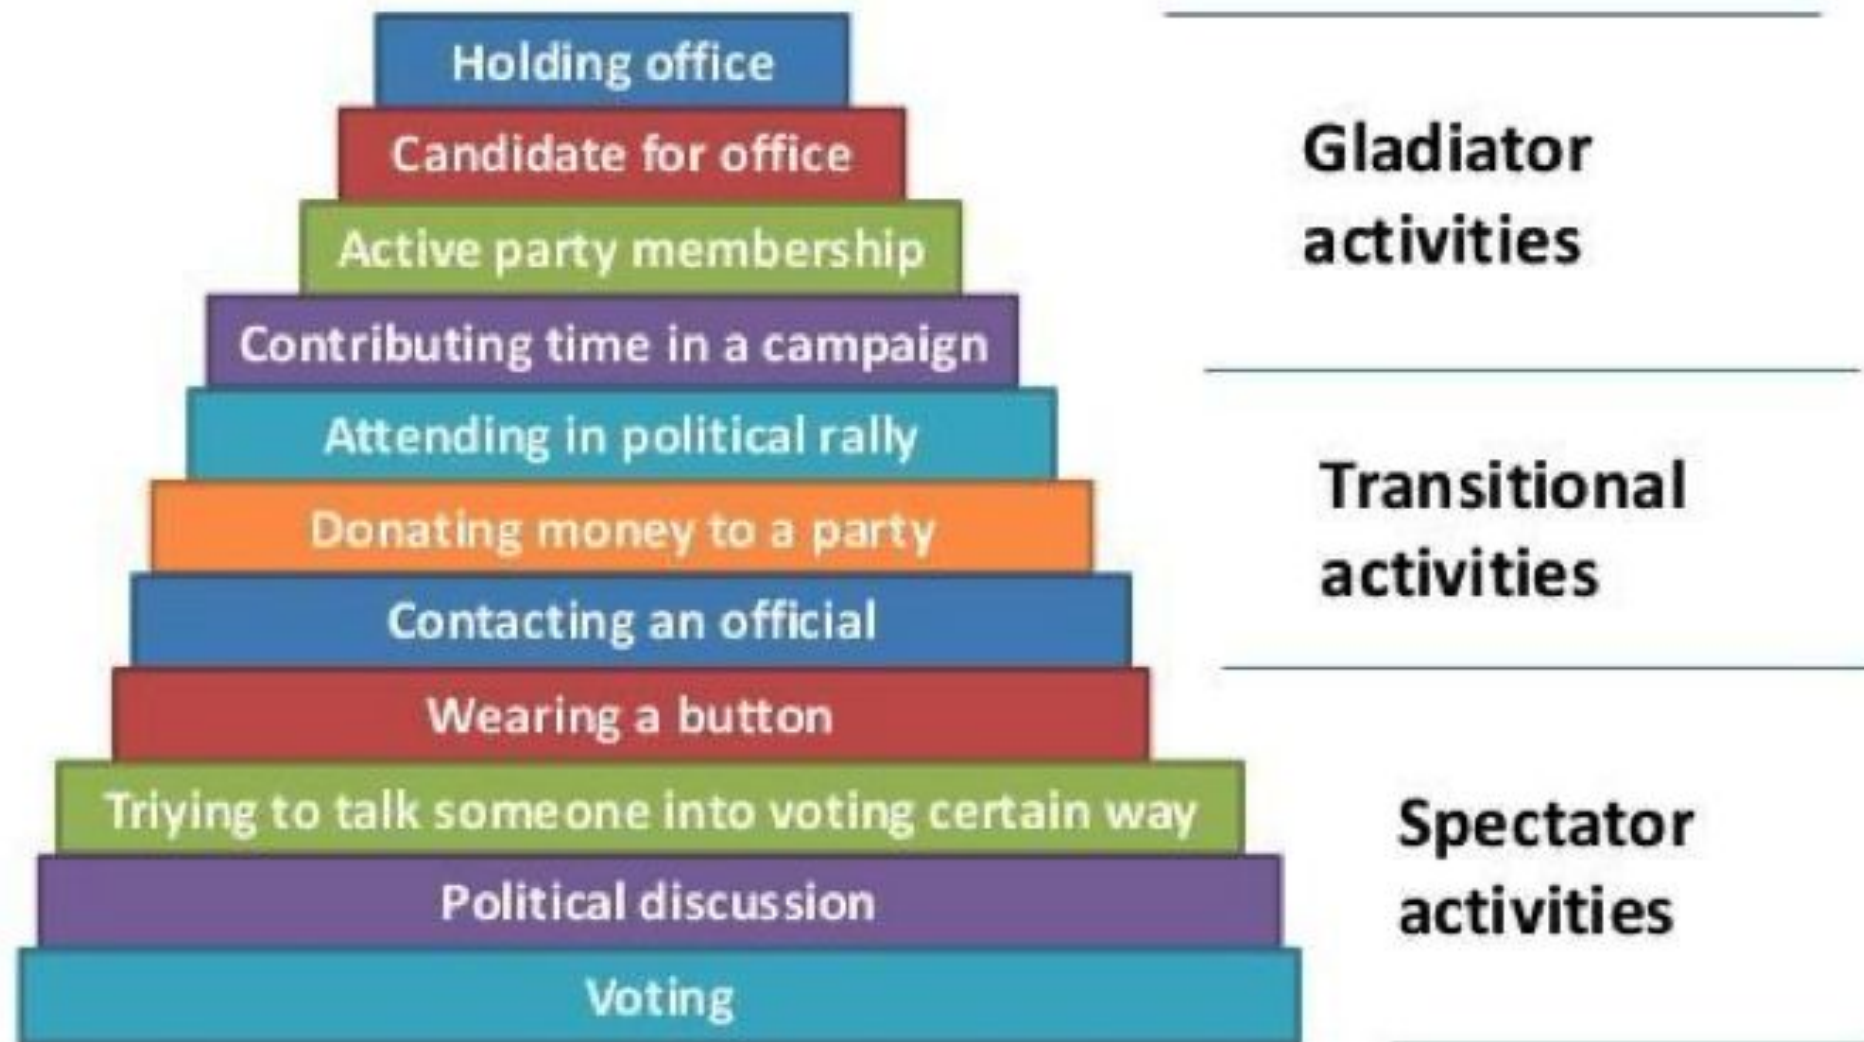 Holding office
Candidate for office
Active party membership
Contributing time in a campaign
Attending in political rally
Donating money to a party
Contacting an official
Wearing a button
Triying to talk someone into voting certain way
Political discussion
Voting
Gladiator
activities
Transitional
activities
Spectator
activities